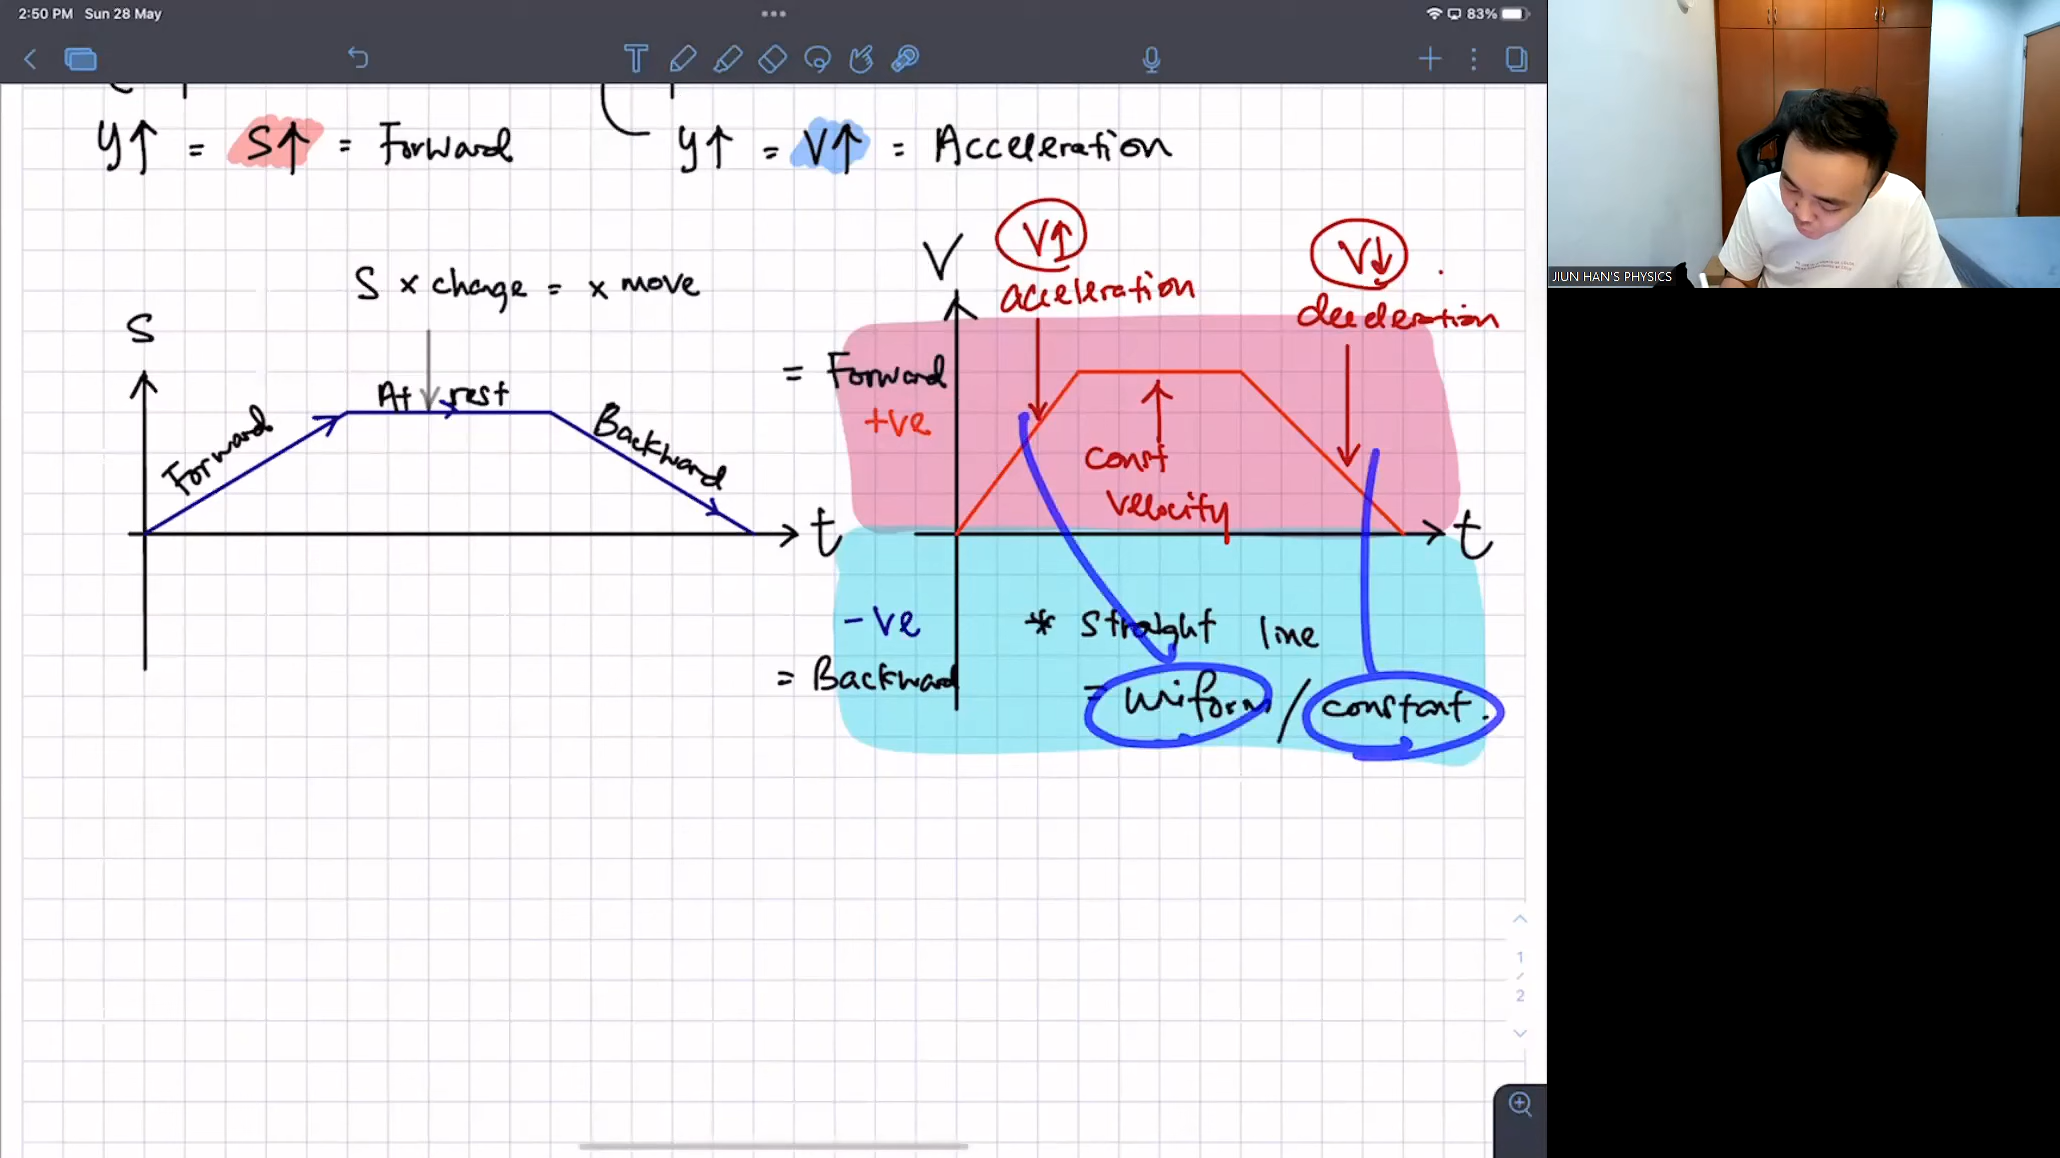 2:50 PM Sun 28 May
83%
y↑ = S↑ = Forward
y↑ = V↑ = Acceleration
S × change = × move
S
At rest
Forward
Backward
t
V
V↑
acceleration
V↓
deceleration
= Forward
+ve
const
velocity
t
-ve
= Backward
* Straight line
= Uniform / constant.
JIUN HAN'S PHYSICS
1
/
2